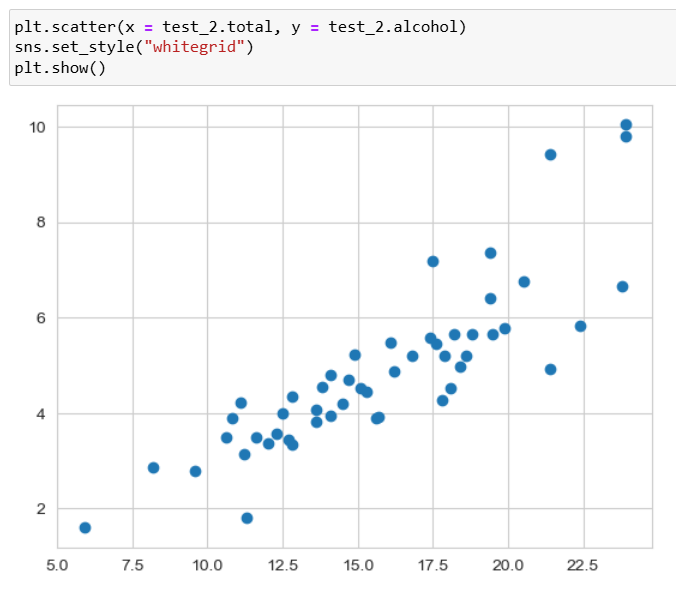 plt.scatter(x = test_2.total, y = test_2.alcohol)
sns.set_style("whitegrid")
plt.show()
10
8
6
4
2
5.0 7.5 10.0 12.5 15.0 17.5 20.0 22.5